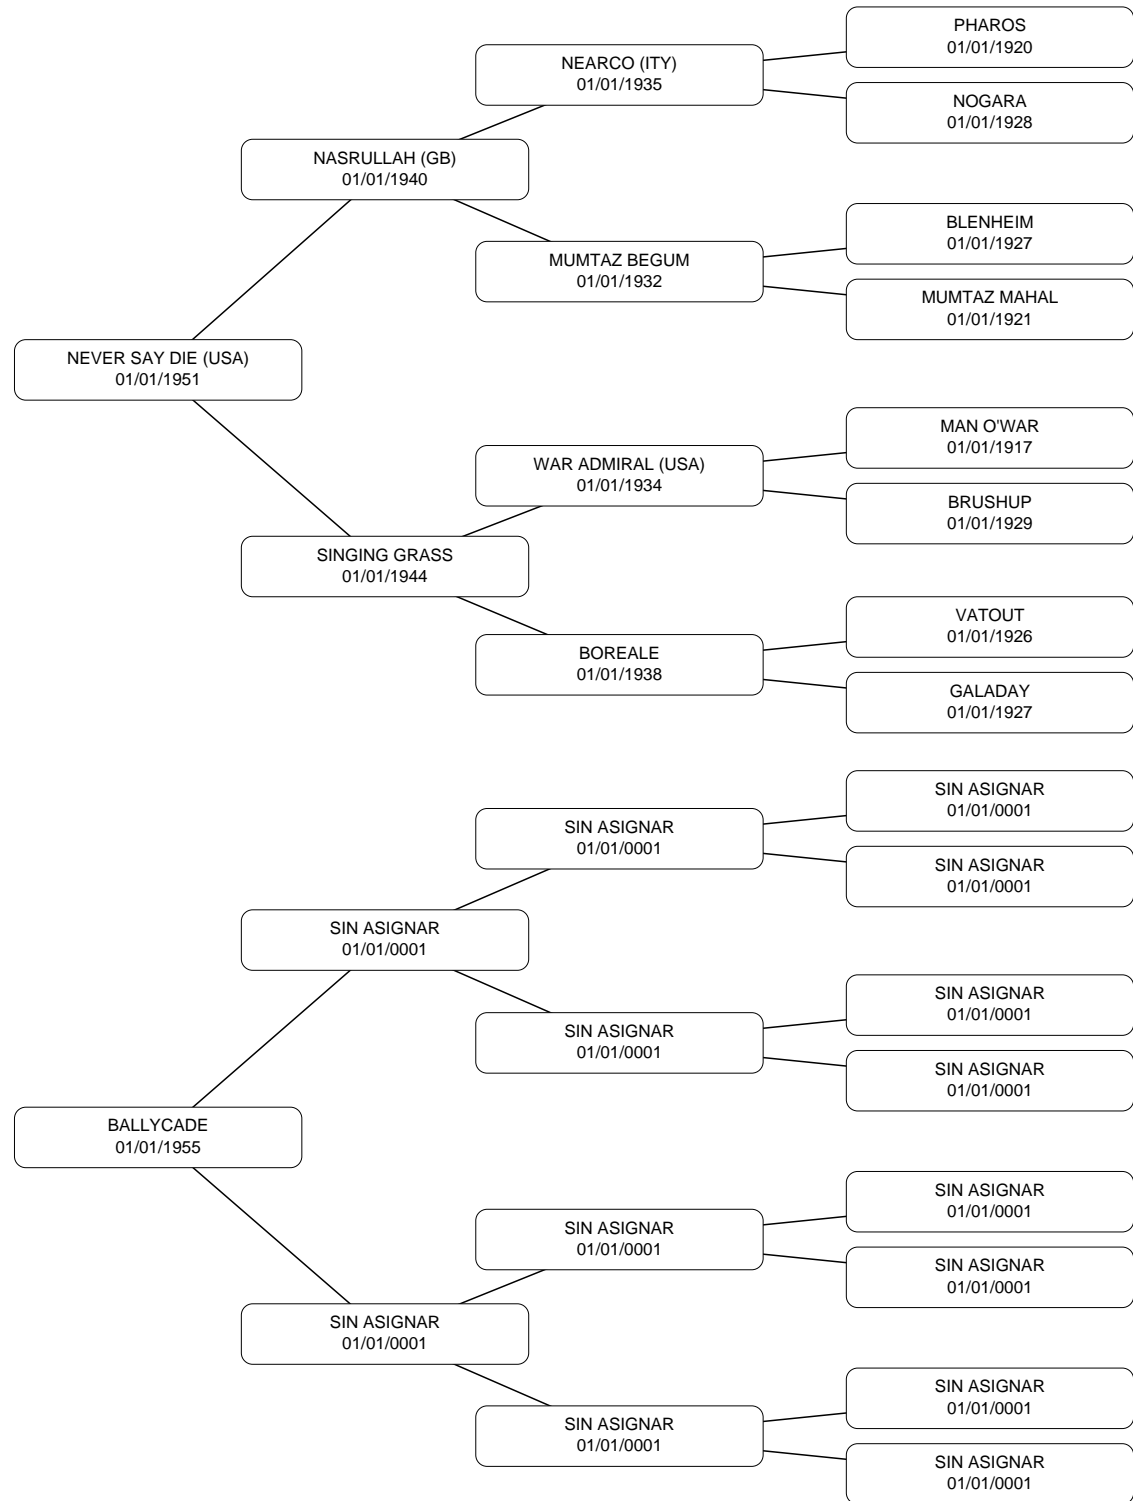 PHAROS
01/01/1920
NEARCO (ITY)
01/01/1935
NOGARA
01/01/1928
NASRULLAH (GB)
01/01/1940
BLENHEIM
01/01/1927
MUMTAZ BEGUM
01/01/1932
MUMTAZ MAHAL
01/01/1921
NEVER SAY DIE (USA)
01/01/1951
MAN O'WAR
01/01/1917
WAR ADMIRAL (USA)
01/01/1934
BRUSHUP
01/01/1929
SINGING GRASS
01/01/1944
VATOUT
01/01/1926
BOREALE
01/01/1938
GALADAY
01/01/1927
SIN ASIGNAR
01/01/0001
SIN ASIGNAR
01/01/0001
SIN ASIGNAR
01/01/0001
SIN ASIGNAR
01/01/0001
SIN ASIGNAR
01/01/0001
SIN ASIGNAR
01/01/0001
SIN ASIGNAR
01/01/0001
BALLYCADE
01/01/1955
SIN ASIGNAR
01/01/0001
SIN ASIGNAR
01/01/0001
SIN ASIGNAR
01/01/0001
SIN ASIGNAR
01/01/0001
SIN ASIGNAR
01/01/0001
SIN ASIGNAR
01/01/0001
SIN ASIGNAR
01/01/0001